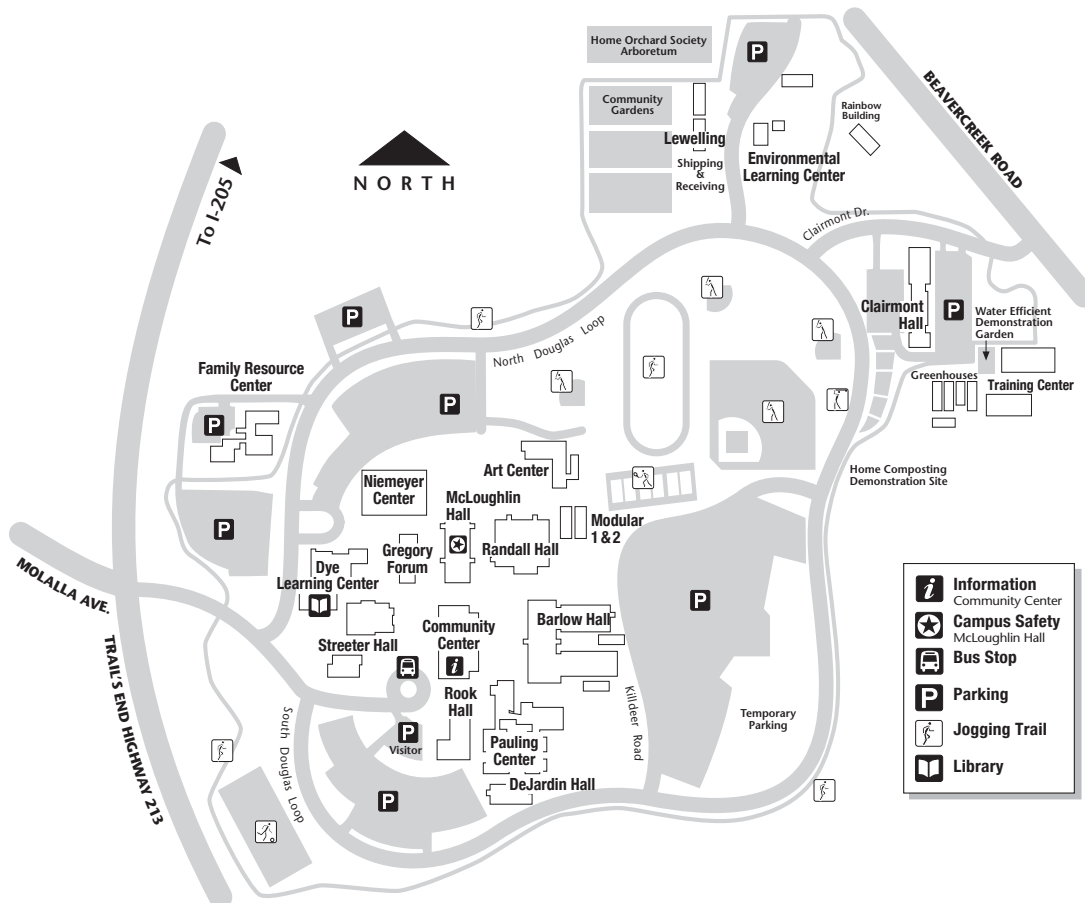 Home Orchard Society
Arboretum
P
Community
Gardens
Rainbow
Building
BEAVERCREEK ROAD
Lewelling
Shipping
&
Receiving
Environmental
Learning Center
NORTH
To I-205
Clairmont Dr.
Clairmont
Hall
P
Water Efficient
Demonstration
Garden
P
North Douglas Loop
Family Resource
Center
Greenhouses
Training Center
P
P
Home Composting
Demonstration Site
Art Center
Niemeyer
Center
McLoughlin
Hall
Modular
1 & 2
P
Gregory
Forum
Randall Hall
Dye
Learning Center
MOLALLA AVE.
P
Streeter Hall
Community
Center
i
Barlow Hall
Rook
Hall
P
Visitor
Pauling
Center
Killdeer Road
Temporary
Parking
South Douglas Loop
DeJardin Hall
P
TRAIL'S END HIGHWAY 213
i Information
Community Center
Campus Safety
McLoughlin Hall
Bus Stop
P Parking
Jogging Trail
Library